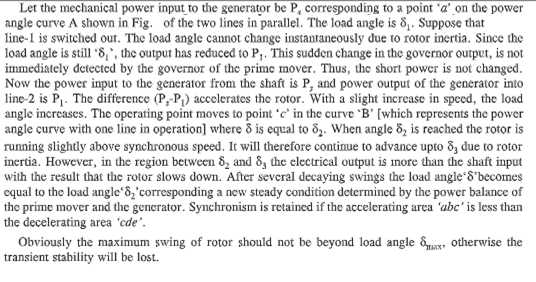 Let the mechanical power input to the generator be Ps corresponding to a point 'a' on the power
angle curve A shown in Fig. of the two lines in parallel. The load angle is δ1. Suppose that
line-1 is switched out. The load angle cannot change instantaneously due to rotor inertia. Since the
load angle is still 'δ1', the output has reduced to P1. This sudden change in the governor output, is not
immediately detected by the governor of the prime mover. Thus, the short power is not changed.
Now the power input to the generator from the shaft is Ps and power output of the generator into
line-2 is P1. The difference (Ps-P1) accelerates the rotor. With a slight increase in speed, the load
angle increases. The operating point moves to point 'c' in the curve 'B' [which represents the power
angle curve with one line in operation] where δ is equal to δ2. When angle δ2 is reached the rotor is
running slightly above synchronous speed. It will therefore continue to advance upto δ3 due to rotor
inertia. However, in the region between δ2 and δ3 the electrical output is more than the shaft input
with the result that the rotor slows down. After several decaying swings the load angle'δ'becomes
equal to the load angle'δ2'corresponding a new steady condition determined by the power balance of
the prime mover and the generator. Synchronism is retained if the accelerating area 'abc' is less than
the decelerating area 'cde'.
Obviously the maximum swing of rotor should not be beyond load angle δmax, otherwise the
transient stability will be lost.